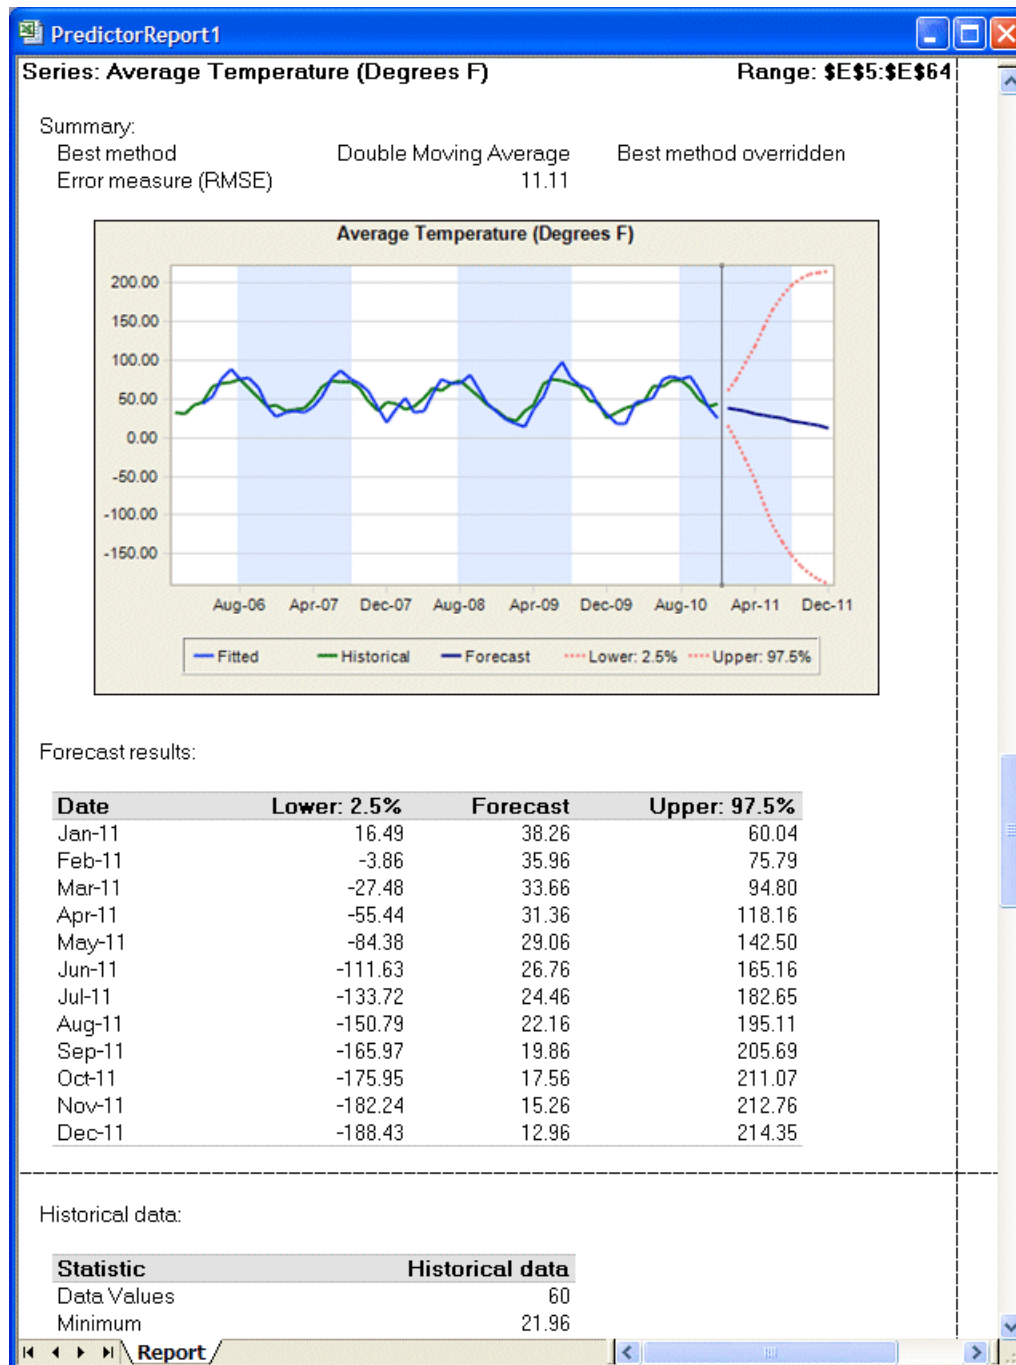 PredictorReport1
Series: Average Temperature (Degrees F) Range: $E$5:$E$64
Summary:
Best method Double Moving Average Best method overridden
Error measure (RMSE) 11.11
Average Temperature (Degrees F)
200.00
150.00
100.00
50.00
0.00
-50.00
-100.00
-150.00
Aug-06 Apr-07 Dec-07 Aug-08 Apr-09 Dec-09 Aug-10 Apr-11 Dec-11
Fitted Historical Forecast Lower: 2.5% Upper: 97.5%
Forecast results:
Date Lower: 2.5% Forecast Upper: 97.5%
Jan-11 16.49 38.26 60.04
Feb-11 -3.86 35.96 75.79
Mar-11 -27.48 33.66 94.80
Apr-11 -55.44 31.36 118.16
May-11 -84.38 29.06 142.50
Jun-11 -111.63 26.76 165.16
Jul-11 -133.72 24.46 182.65
Aug-11 -150.79 22.16 195.11
Sep-11 -165.97 19.86 205.69
Oct-11 -175.95 17.56 211.07
Nov-11 -182.24 15.26 212.76
Dec-11 -188.43 12.96 214.35
Historical data:
Statistic Historical data
Data Values 60
Minimum 21.96
Report